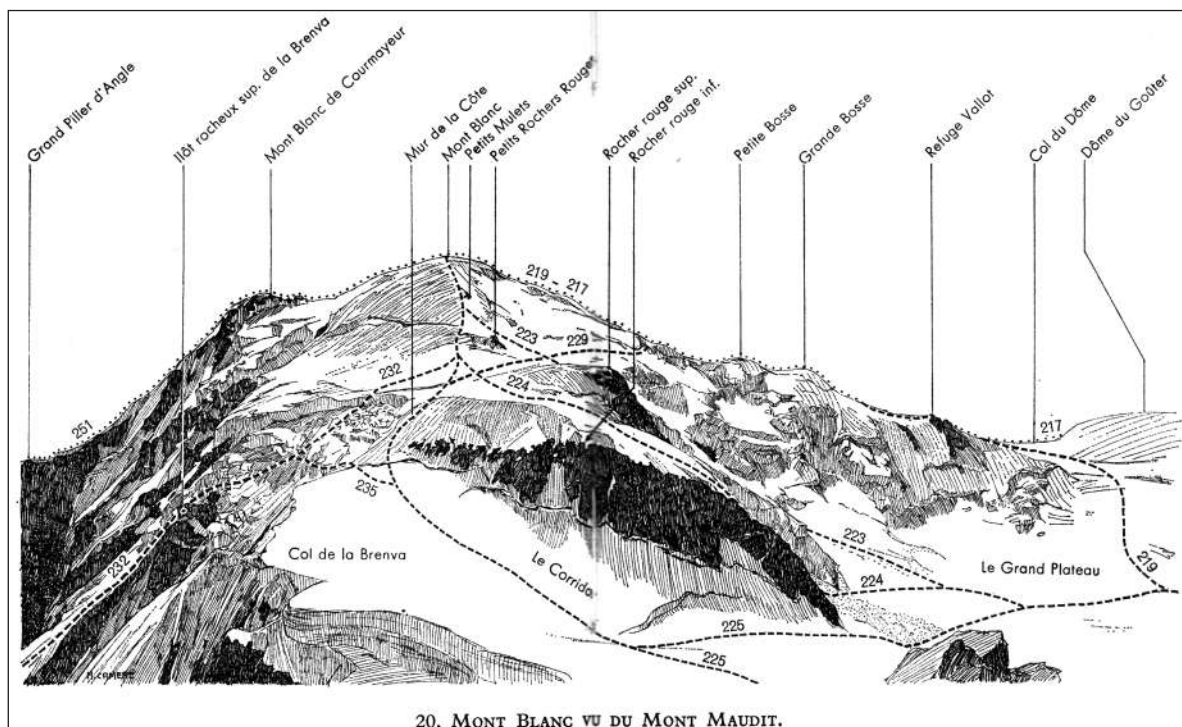 Grand Pilier d'Angle
Ilôt rocheux sup. de la Brenva
Mont Blanc de Courmayeur
Mur de la Côte
Mont Blanc
Petits Mulets
Petits Rochers Rouges
Rocher rouge sup.
Rocher rouge inf.
Petite Bosse
Grande Bosse
Refuge Vallot
Col du Dôme
Dôme du Goûter
219 - 217
223
229
232
224
251
217
235
223
Col de la Brenva
Le Corridor
Le Grand Plateau
232
224
219
225
225
20. MONT BLANC VU DU MONT MAUDIT.